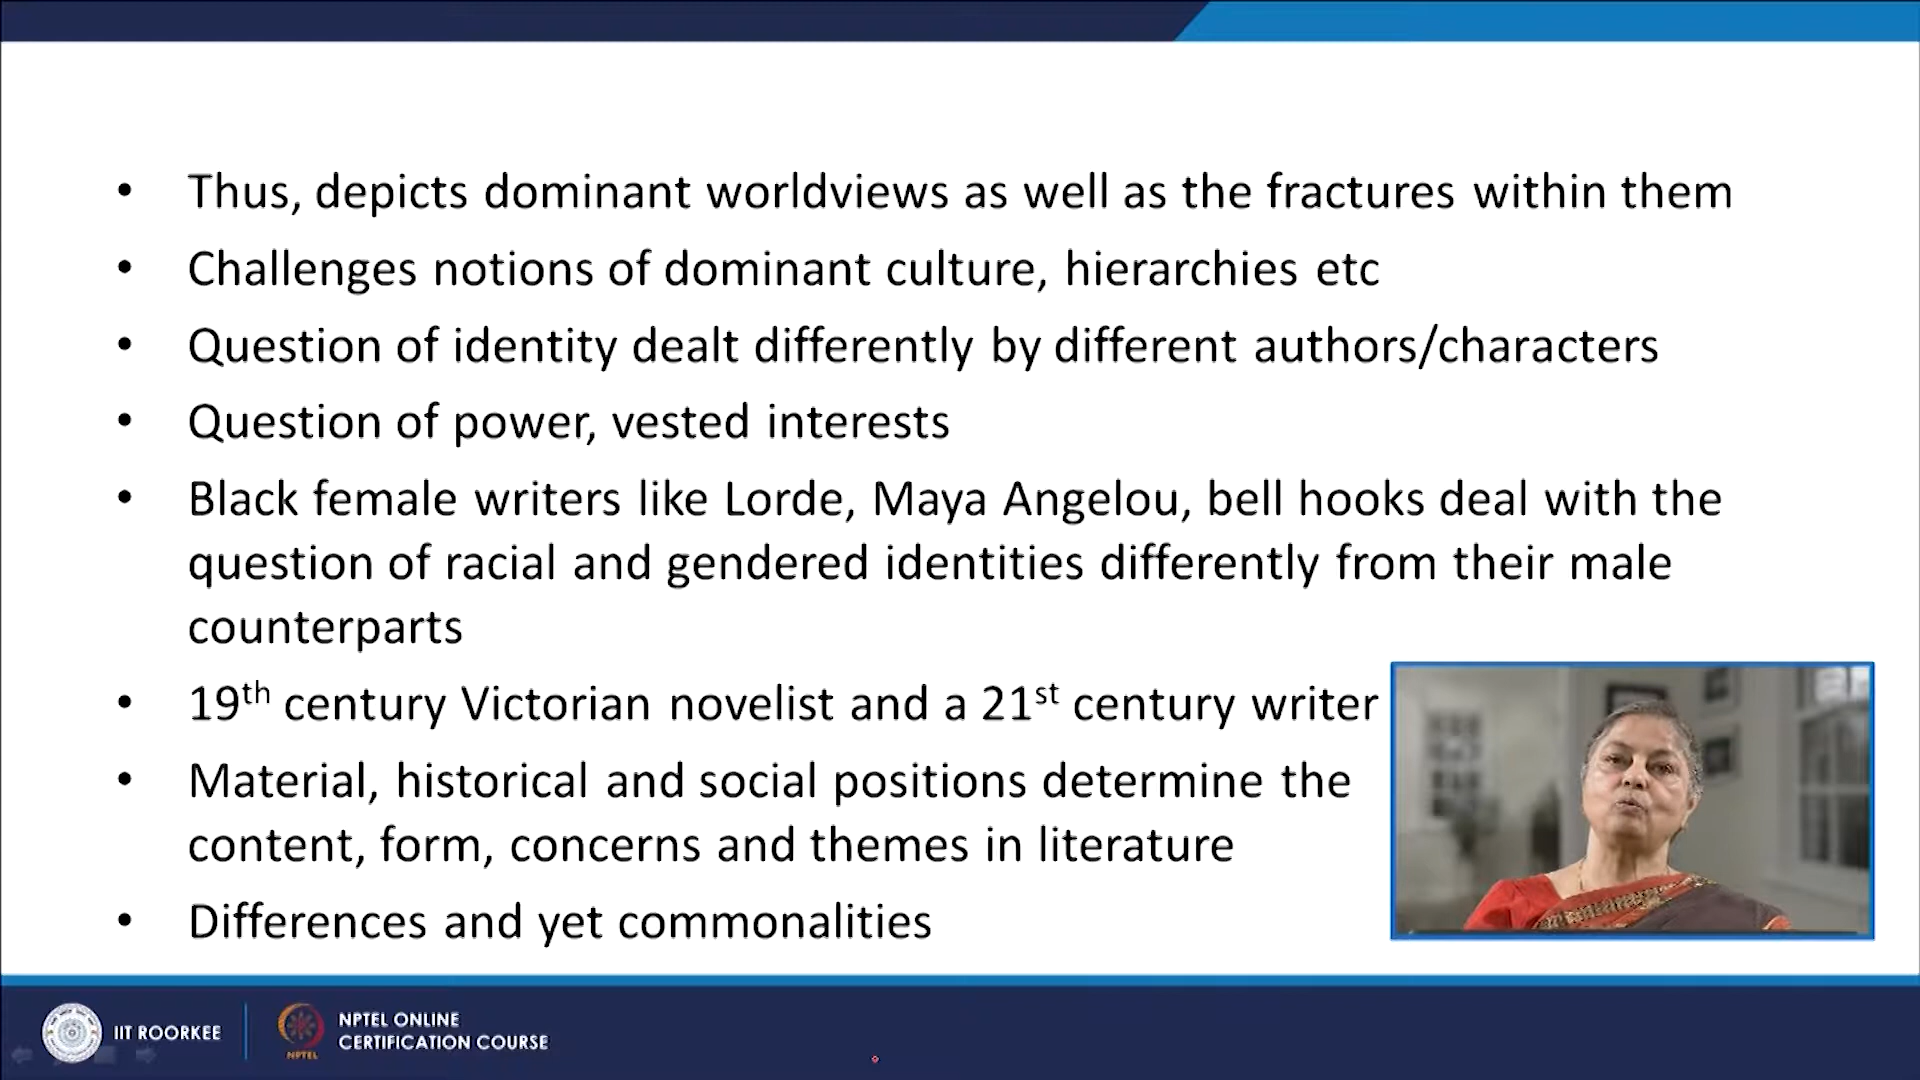 • Thus, depicts dominant worldviews as well as the fractures within them
• Challenges notions of dominant culture, hierarchies etc
• Question of identity dealt differently by different authors/characters
• Question of power, vested interests
• Black female writers like Lorde, Maya Angelou, bell hooks deal with the
question of racial and gendered identities differently from their male
counterparts
• 19th century Victorian novelist and a 21st century writer
• Material, historical and social positions determine the
content, form, concerns and themes in literature
• Differences and yet commonalities
IIT ROORKEE
NPTEL
NPTEL ONLINE
CERTIFICATION COURSE